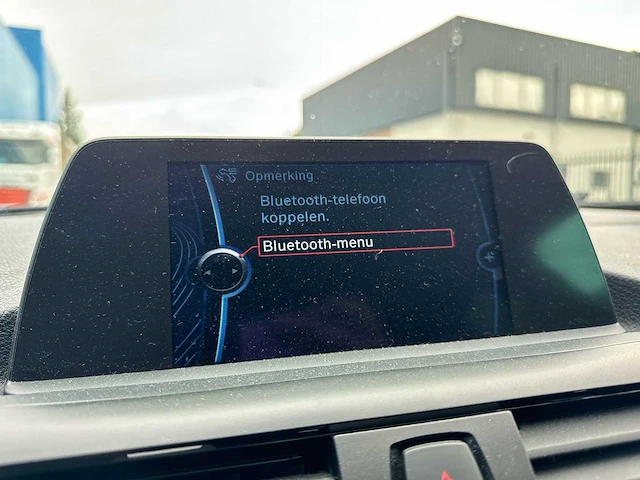 Opmerking
Bluetooth-telefoon
koppelen.
Bluetooth-menu